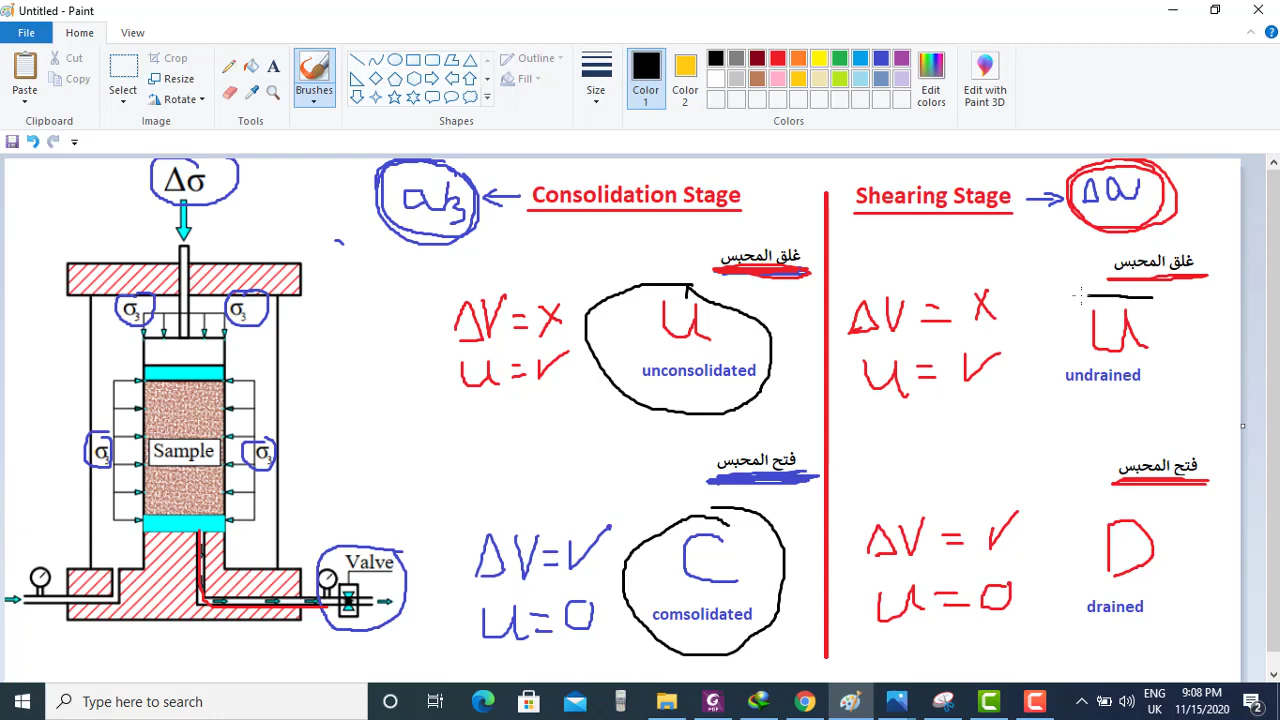 Untitled - Paint
File
Home
View
Paste
Cut
Copy
Clipboard
Select
Crop
Resize
Rotate
Image
Tools
Brushes
Shapes
Outline
Fill
Size
Color 1
Color 2
Edit colors
Edit with Paint 3D
Colors
Δσ
σ3
σ3
σ3
σ3
Sample
Valve
Consolidation Stage
غلق المحبس
ΔV = X
u = ✓
U
unconsolidated
فتح المحبس
ΔV = ✓
u = 0
C
comsolidated
Shearing Stage
غلق المحبس
ΔV = X
u = ✓
U
undrained
فتح المحبس
ΔV = ✓
u = 0
D
drained
Type here to search
ENG
UK
9:08 PM
11/15/2020
2